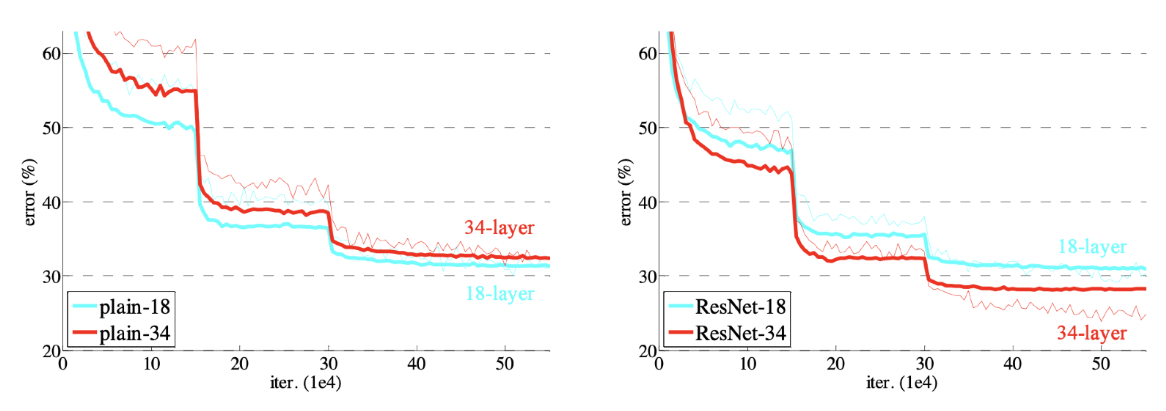 60
50
40
30
20
error (%)
34-layer
18-layer
plain-18
plain-34
0 10 20 30 40 50
iter. (1e4)
60
50
40
30
20
error (%)
18-layer
34-layer
ResNet-18
ResNet-34
0 10 20 30 40 50
iter. (1e4)